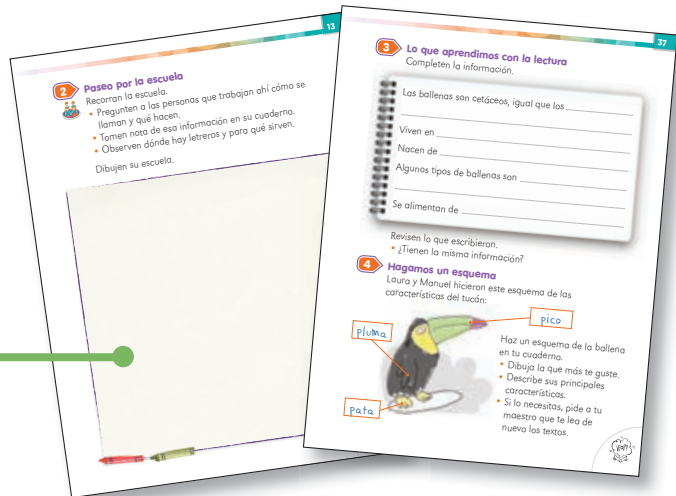 13
2 Paseo por la escuela
Recorran la escuela.
• Pregunten a las personas que trabajan ahí cómo se
llaman y qué hacen.
• Tomen nota de esa información en su cuaderno.
• Observen dónde hay letreros y para qué sirven.
Dibujen su escuela.
37
3 Lo que aprendimos con la lectura
Completen la información.
Las ballenas son cetáceos, igual que los
Viven en
Nacen de
Algunos tipos de ballenas son
Se alimentan de
Revisen lo que escribieron.
• ¿Tienen la misma información?
4 Hagamos un esquema
Laura y Manuel hicieron este esquema de las
características del tucán:
pico
pluma
pata
Haz un esquema de la ballena
en tu cuaderno.
• Dibuja la que más te guste.
• Describe sus principales
características.
• Si lo necesitas, pide a tu
maestro que te lea de
nuevo los textos.